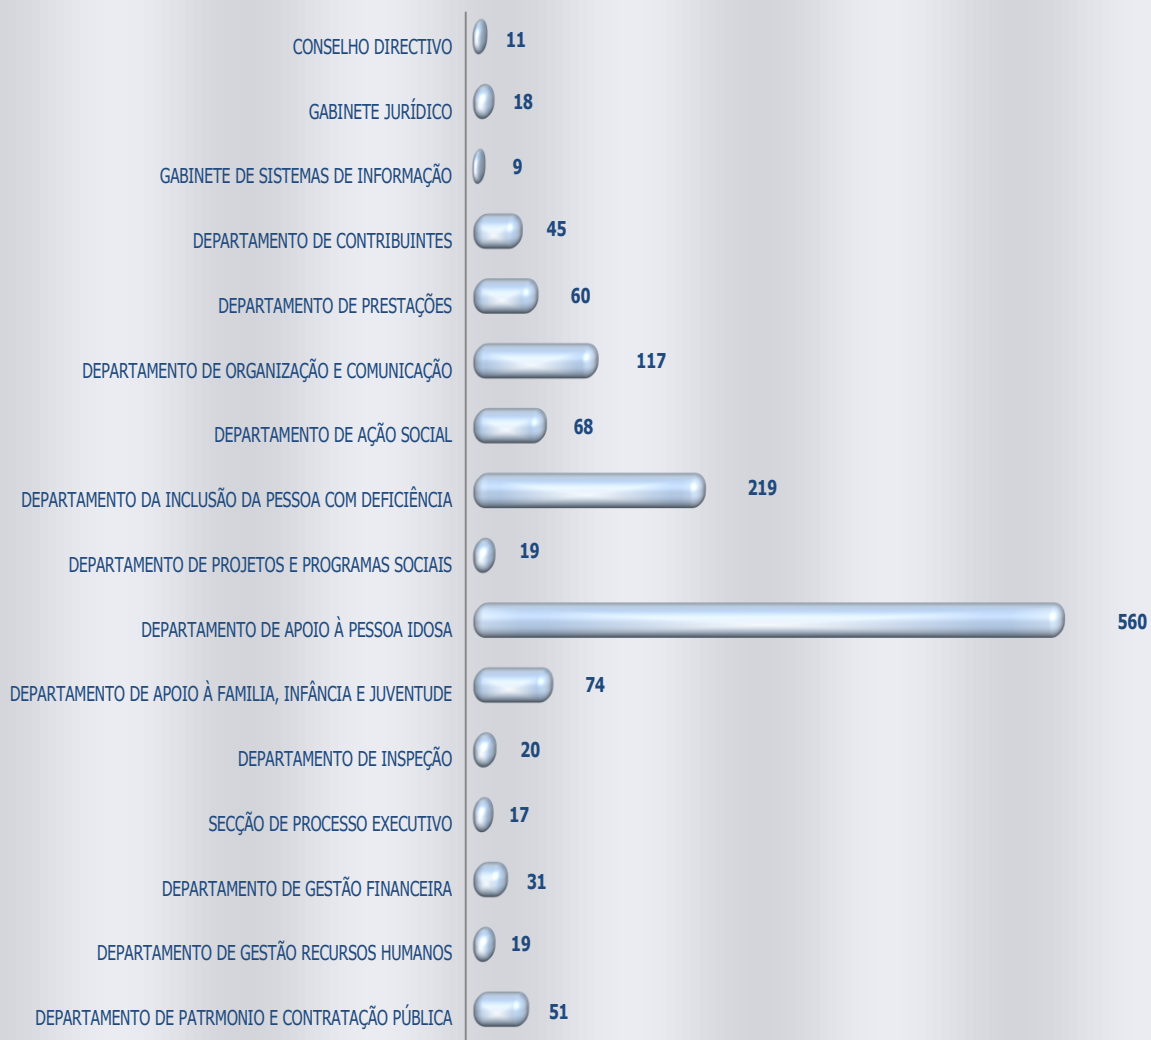 CONSELHO DIRECTIVO 11
GABINETE JURÍDICO 18
GABINETE DE SISTEMAS DE INFORMAÇÃO 9
DEPARTAMENTO DE CONTRIBUINTES 45
DEPARTAMENTO DE PRESTAÇÕES 60
DEPARTAMENTO DE ORGANIZAÇÃO E COMUNICAÇÃO 117
DEPARTAMENTO DE AÇÃO SOCIAL 68
DEPARTAMENTO DA INCLUSÃO DA PESSOA COM DEFICIÊNCIA 219
DEPARTAMENTO DE PROJETOS E PROGRAMAS SOCIAIS 19
DEPARTAMENTO DE APOIO À PESSOA IDOSA 560
DEPARTAMENTO DE APOIO À FAMILIA, INFÂNCIA E JUVENTUDE 74
DEPARTAMENTO DE INSPEÇÃO 20
SECÇÃO DE PROCESSO EXECUTIVO 17
DEPARTAMENTO DE GESTÃO FINANCEIRA 31
DEPARTAMENTO DE GESTÃO RECURSOS HUMANOS 19
DEPARTAMENTO DE PATRMONIO E CONTRATAÇÃO PÚBLICA 51